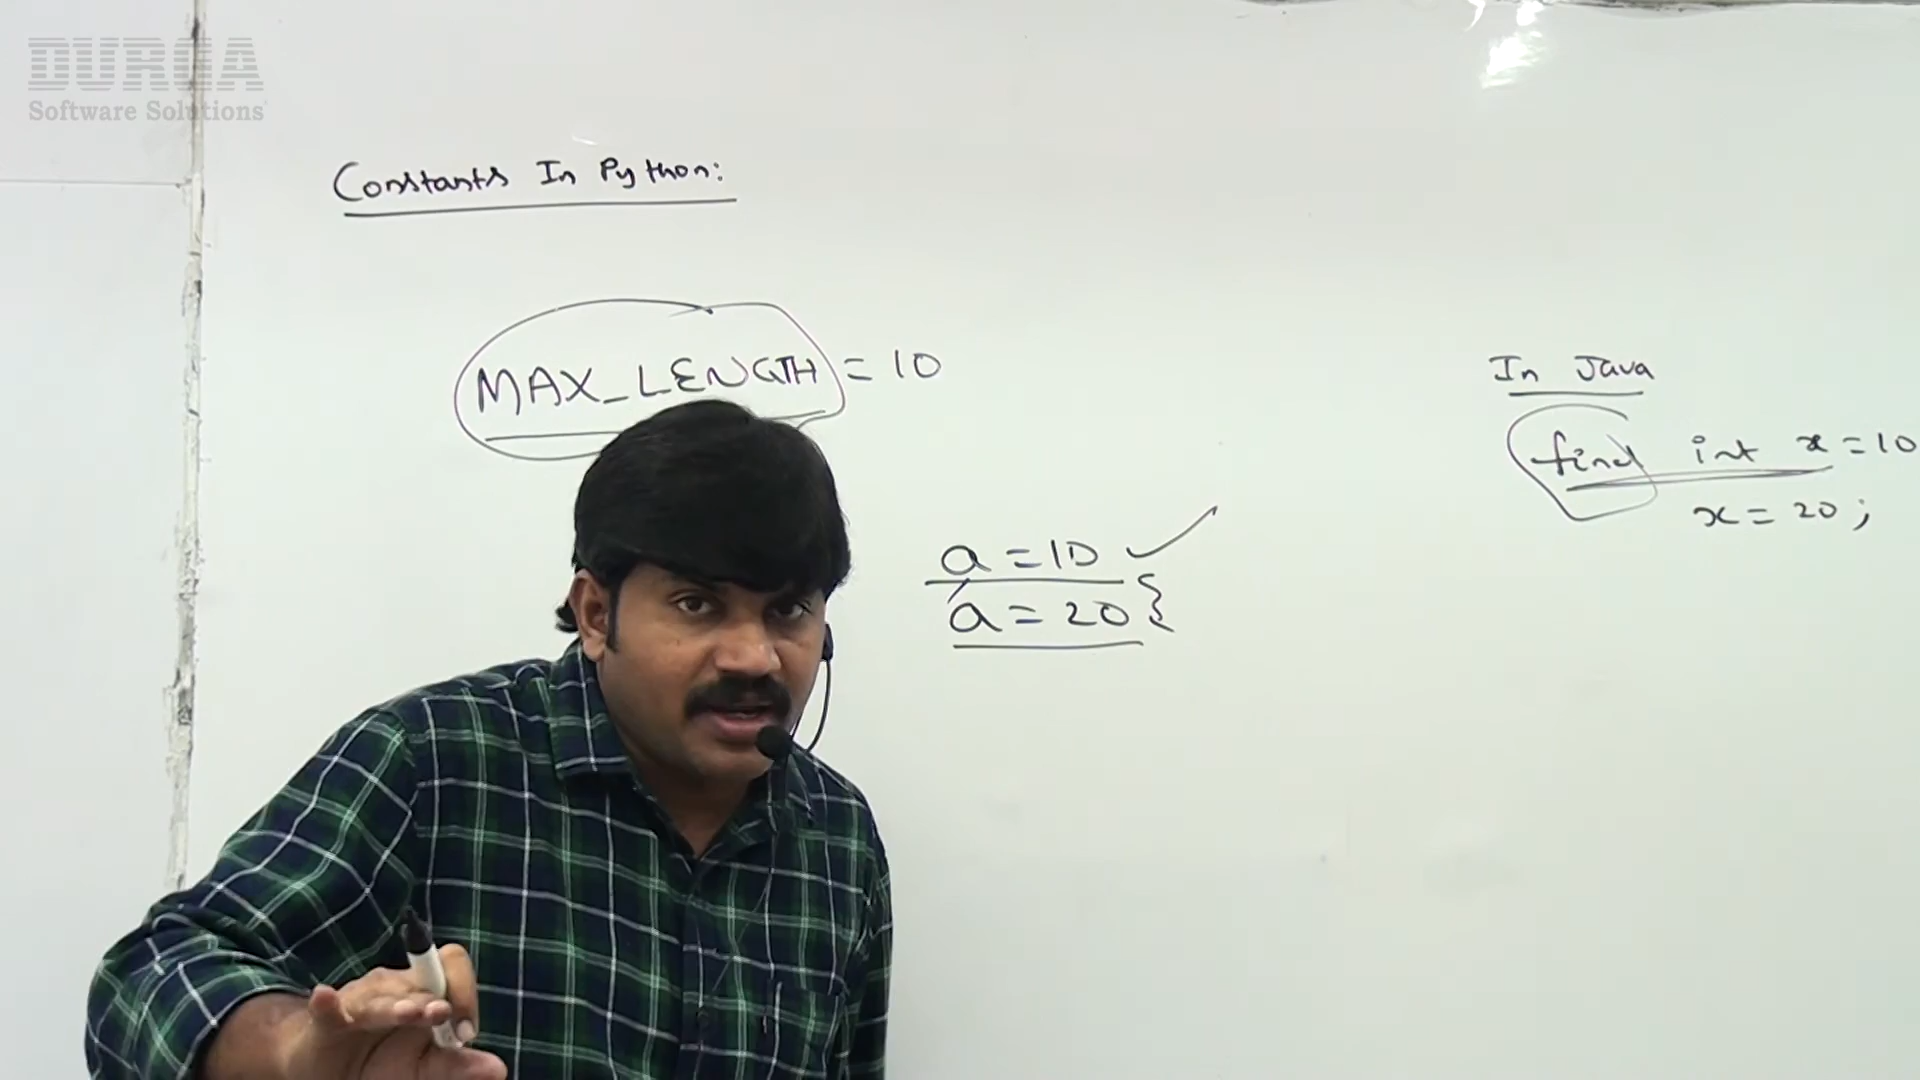 DURGA
Software Solutions
Constants In Python:
MAX_LENGTH = 10
a = 10
a = 20
In Java
final int x = 10
x = 20 ;